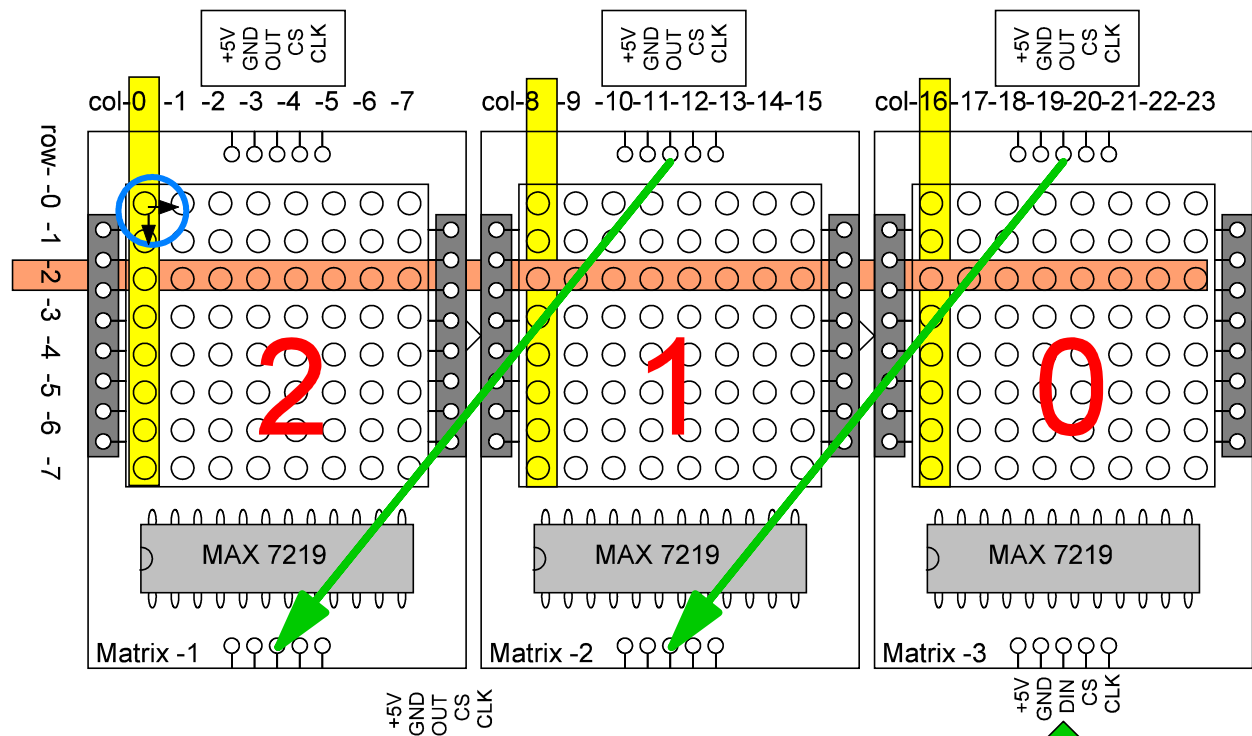 +5V GND OUT CS CLK
+5V GND OUT CS CLK
+5V GND OUT CS CLK
col-0 -1 -2 -3 -4 -5 -6 -7
col-8 -9 -10-11-12-13-14-15
col-16-17-18-19-20-21-22-23
row- -0 -1 -2 -3 -4 -5 -6 -7
2
1
0
MAX 7219
MAX 7219
MAX 7219
Matrix -1
Matrix -2
Matrix -3
+5V GND OUT CS CLK
+5V GND DIN CS CLK